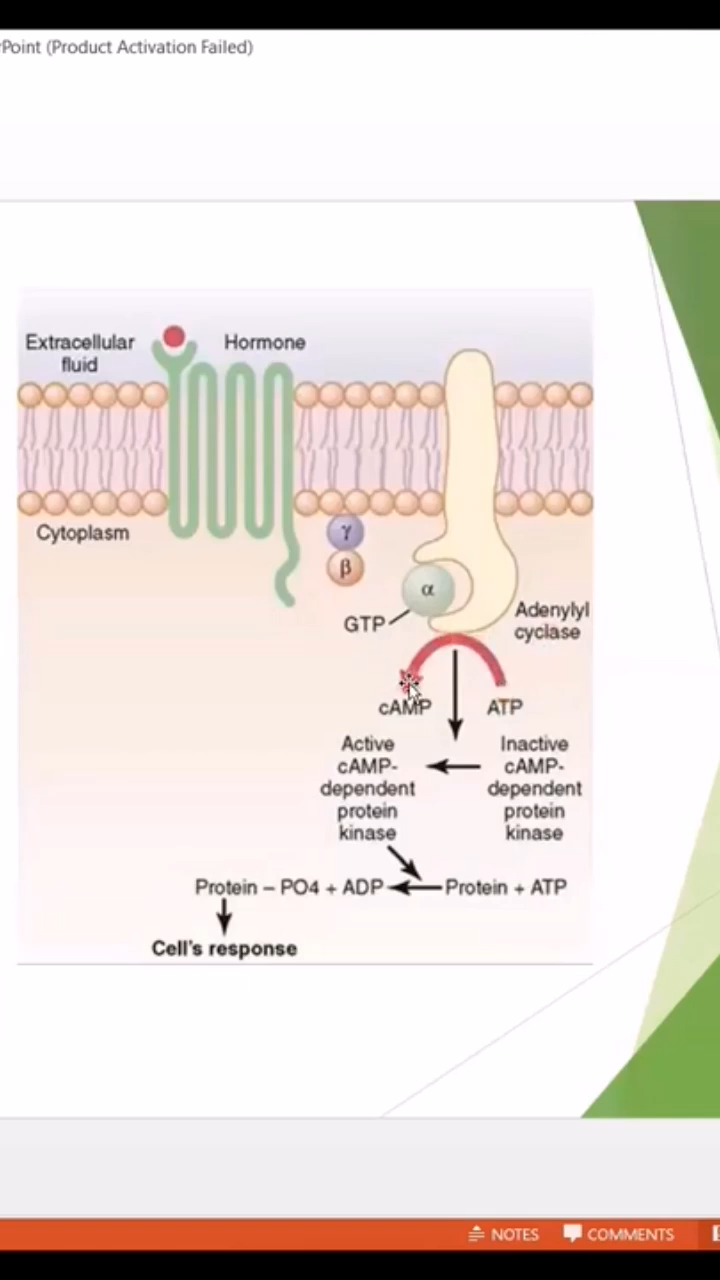 Point (Product Activation Failed)
Extracellular
fluid
Hormone
Cytoplasm
γ
β
α
GTP
Adenylyl
cyclase
cAMP
ATP
Active
cAMP-
dependent
protein
kinase
Inactive
cAMP-
dependent
protein
kinase
Protein – PO4 + ADP
Protein + ATP
Cell's response
NOTES
COMMENTS